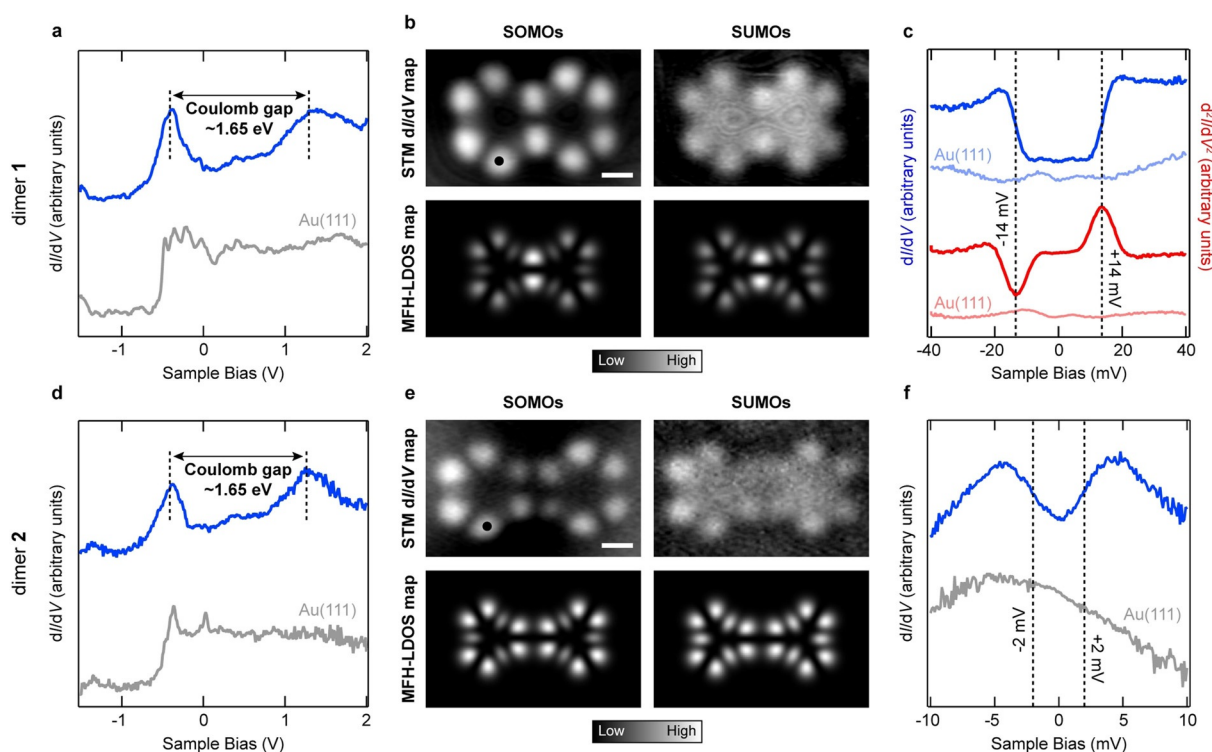 dimer 1
a
dI/dV (arbitrary units)
Coulomb gap
~1.65 eV
Au(111)
-1 0 1 2
Sample Bias (V)
b
SOMOs SUMOs
STM dI/dV map
MFH-LDOS map
Low High
c
dI/dV (arbitrary units)
d²I/dV² (arbitrary units)
Au(111)
-14 mV
+14 mV
Au(111)
-40 -20 0 20 40
Sample Bias (mV)
dimer 2
d
dI/dV (arbitrary units)
Coulomb gap
~1.65 eV
Au(111)
-1 0 1 2
Sample Bias (V)
e
SOMOs SUMOs
STM dI/dV map
MFH-LDOS map
Low High
f
dI/dV (arbitrary units)
Au(111)
-2 mV
+2 mV
-10 -5 0 5 10
Sample Bias (mV)